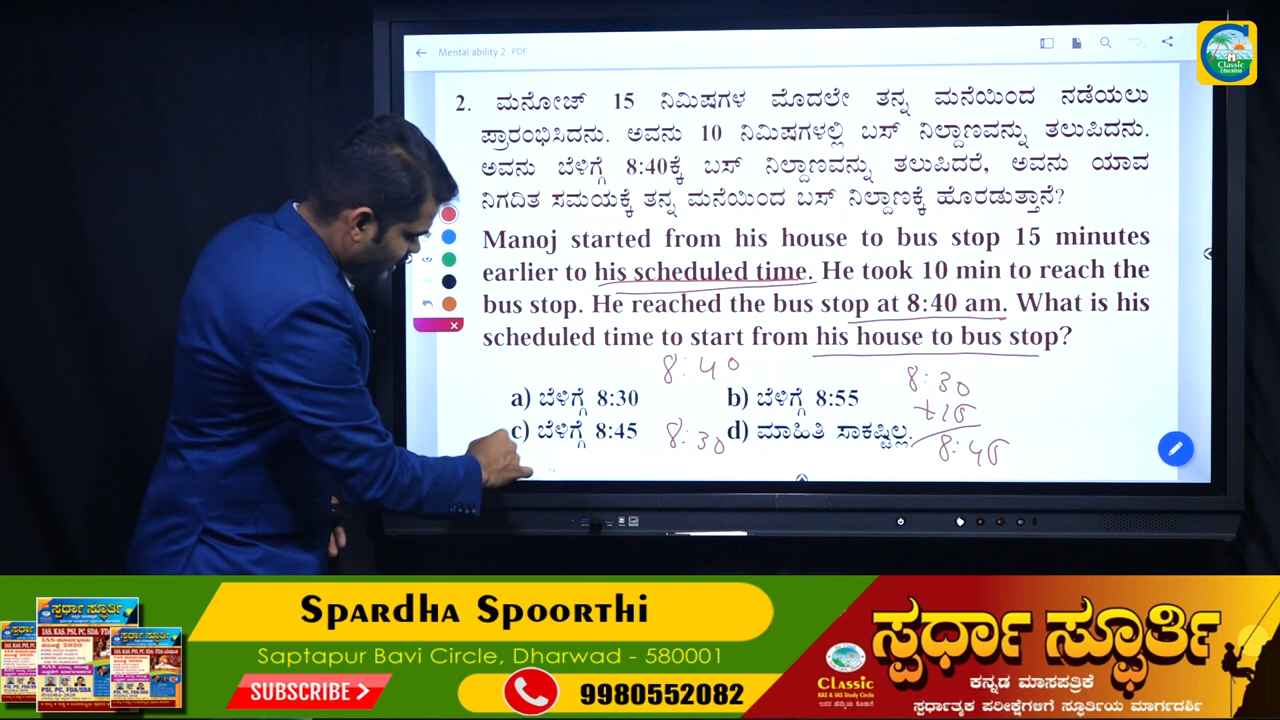 Mental ability 2 PDF
Classic
Education
2. ಮನೋಜ್ 15 ನಿಮಿಷಗಳ ಮೊದಲೇ ತನ್ನ ಮನೆಯಿಂದ ನಡೆಯಲು
ಪ್ರಾರಂಭಿಸಿದನು. ಅವನು 10 ನಿಮಿಷಗಳಲ್ಲಿ ಬಸ್ ನಿಲ್ದಾಣವನ್ನು ತಲುಪಿದನು.
ಅವನು ಬೆಳಿಗ್ಗೆ 8:40ಕ್ಕೆ ಬಸ್ ನಿಲ್ದಾಣವನ್ನು ತಲುಪಿದರೆ, ಅವನು ಯಾವ
ನಿಗದಿತ ಸಮಯಕ್ಕೆ ತನ್ನ ಮನೆಯಿಂದ ಬಸ್ ನಿಲ್ದಾಣಕ್ಕೆ ಹೊರಡುತ್ತಾನೆ?
Manoj started from his house to bus stop 15 minutes
earlier to his scheduled time. He took 10 min to reach the
bus stop. He reached the bus stop at 8:40 am. What is his
scheduled time to start from his house to bus stop?
8:40
8:30
a) ಬೆಳಿಗ್ಗೆ 8:30 b) ಬೆಳಿಗ್ಗೆ 8:55
+15
c) ಬೆಳಿಗ್ಗೆ 8:45 8:30 d) ಮಾಹಿತಿ ಸಾಕಷ್ಟಿಲ್ಲ.
8:45
Spardha Spoorthi
Saptapur Bavi Circle, Dharwad - 580001
SUBSCRIBE
9980552082
ಸ್ಪರ್ಧಾ ಸ್ಫೂರ್ತಿ
ಸ್ಪರ್ಧಾ ಸ್ಫೂರ್ತಿ
Classic
KAS & IAS Study Circle
ಕನ್ನಡ ಮಾಸಪತ್ರಿಕೆ
ಸ್ಪರ್ಧಾತ್ಮಕ ಪರೀಕ್ಷೆಗಳಿಗೆ ಸ್ಫೂರ್ತಿಯ ಮಾರ್ಗದರ್ಶಿ